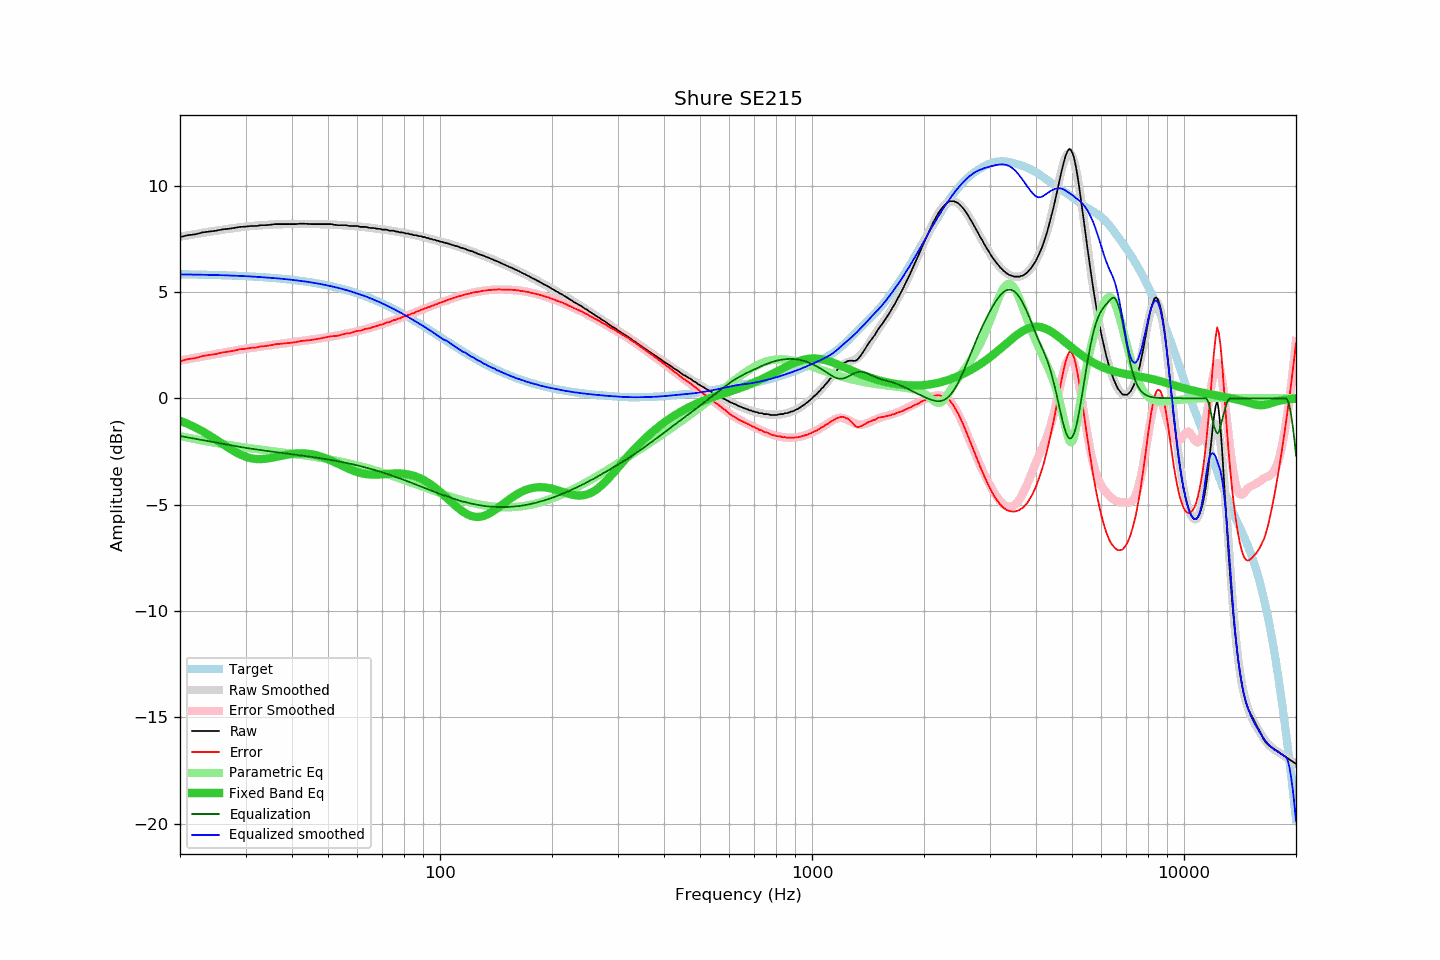 Shure SE215
Amplitude (dBr)
10
5
0
−5
−10
−15
−20
Target
Raw Smoothed
Error Smoothed
Raw
Error
Parametric Eq
Fixed Band Eq
Equalization
Equalized smoothed
100
1000
10000
Frequency (Hz)